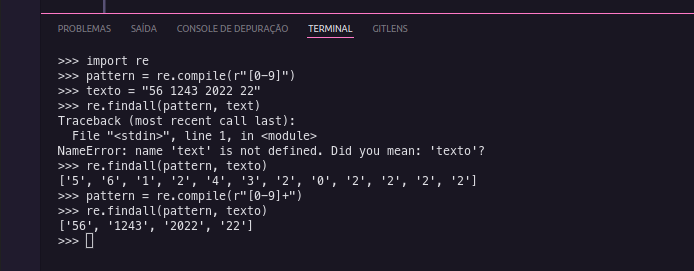 PROBLEMAS SAÍDA CONSOLE DE DEPURAÇÃO TERMINAL GITLENS
>>> import re
>>> pattern = re.compile(r"[0-9]")
>>> texto = "56 1243 2022 22"
>>> re.findall(pattern, text)
Traceback (most recent call last):
  File "<stdin>", line 1, in <module>
NameError: name 'text' is not defined. Did you mean: 'texto'?
>>> re.findall(pattern, texto)
['5', '6', '1', '2', '4', '3', '2', '0', '2', '2', '2', '2']
>>> pattern = re.compile(r"[0-9]+")
>>> re.findall(pattern, texto)
['56', '1243', '2022', '22']
>>>